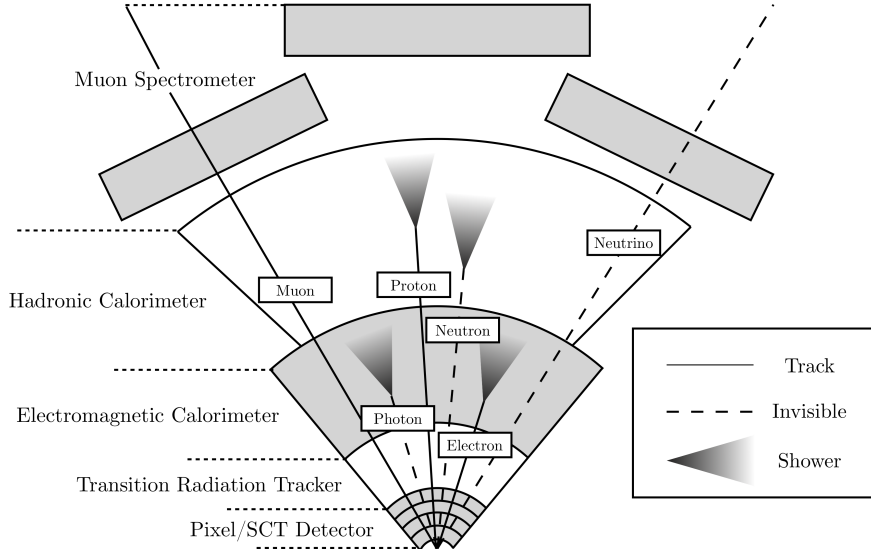 Muon Spectrometer
Neutrino
Muon
Proton
Hadronic Calorimeter
Neutron
Track
Invisible
Shower
Electromagnetic Calorimeter
Photon
Electron
Transition Radiation Tracker
Pixel/SCT Detector